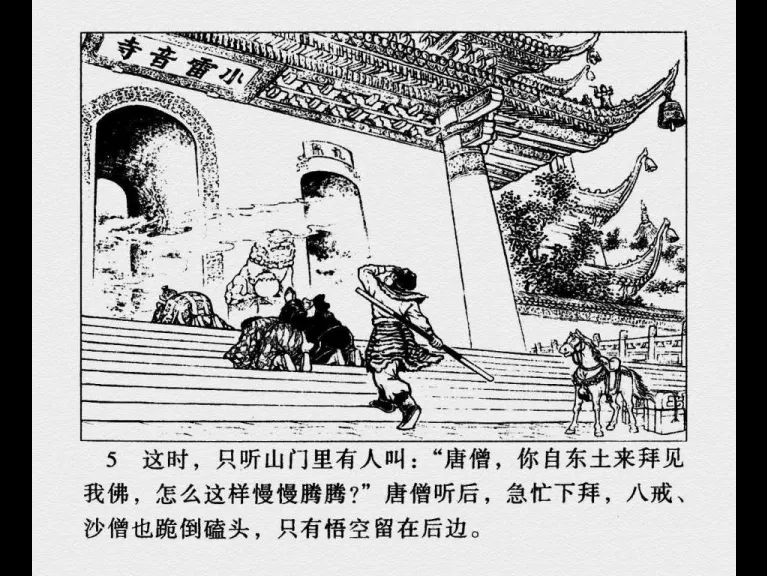 小雷音寺
5 这时，只听山门里有人叫：“唐僧，你自东土来拜见
我佛，怎么这样慢慢腾腾？”唐僧听后，急忙下拜，八戒、
沙僧也跪倒磕头，只有悟空留在后边。